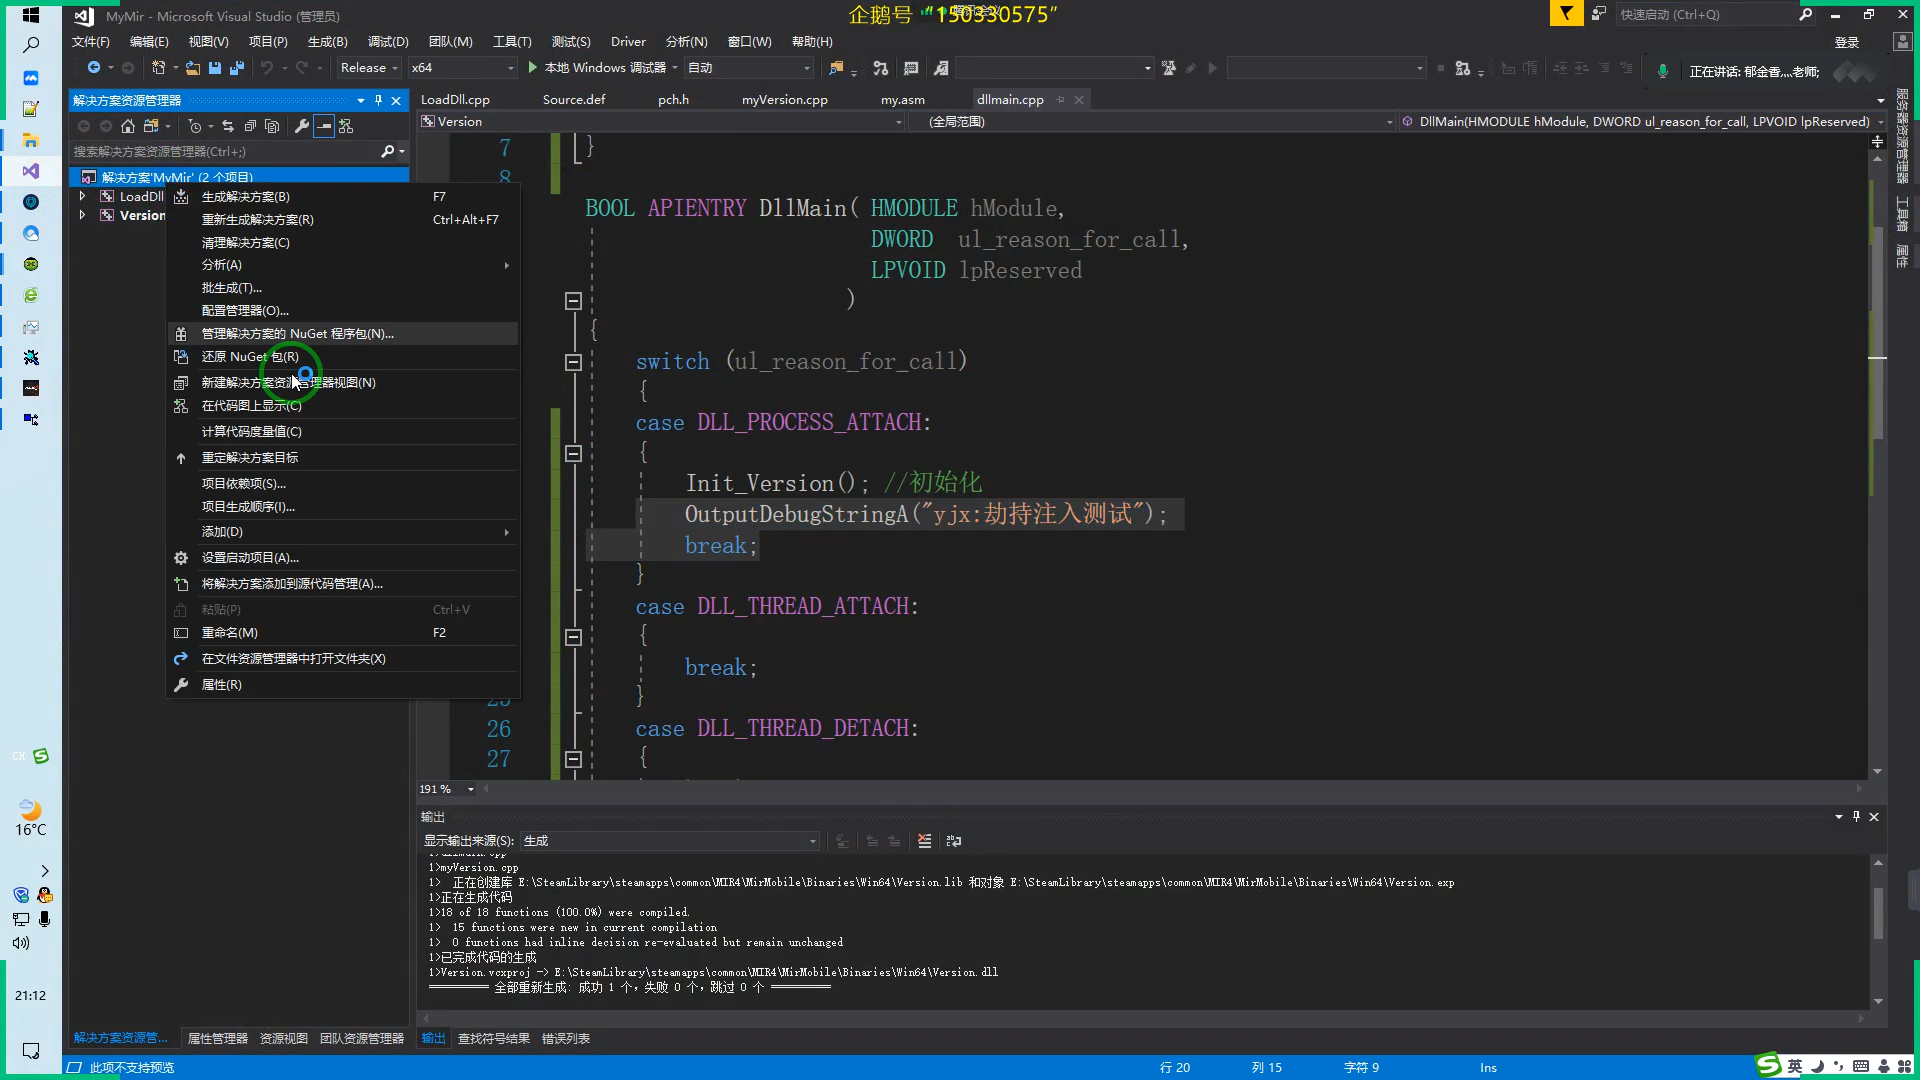 MyMir - Microsoft Visual Studio (管理员)
企鹅号 “150330575”
快速启动 (Ctrl+Q)
文件(F) 编辑(E) 视图(V) 项目(P) 生成(B) 调试(D) 团队(M) 工具(T) 测试(S) Driver 分析(N) 窗口(W) 帮助(H)
登录
Release x64 本地 Windows 调试器 自动
正在讲话: 郁金香灬老师;
解决方案资源管理器
LoadDll.cpp Source.def pch.h myVersion.cpp my.asm dllmain.cpp
Version (全局范围) DllMain(HMODULE hModule, DWORD ul_reason_for_call, LPVOID lpReserved)
搜索解决方案资源管理器(Ctrl+;)
解决方案'MyMir' (2 个项目)
LoadDll
Version
生成解决方案(B) F7
重新生成解决方案(R) Ctrl+Alt+F7
清理解决方案(C)
分析(A)
批生成(T)...
配置管理器(O)...
管理解决方案的 NuGet 程序包(N)...
还原 NuGet 包(R)
新建解决方案资源管理器视图(N)
在代码图上显示(C)
计算代码度量值(C)
重定解决方案目标
项目依赖项(S)...
项目生成顺序(I)...
添加(D)
设置启动项目(A)...
将解决方案添加到源代码管理(A)...
粘贴(P) Ctrl+V
重命名(M) F2
在文件资源管理器中打开文件夹(X)
属性(R)
7 }
8
BOOL APIENTRY DllMain( HMODULE hModule,
DWORD ul_reason_for_call,
LPVOID lpReserved
)
{
switch (ul_reason_for_call)
{
case DLL_PROCESS_ATTACH:
{
Init_Version(); //初始化
OutputDebugStringA("yjx:劫持注入测试");
break;
}
case DLL_THREAD_ATTACH:
{
break;
25 }
26 case DLL_THREAD_DETACH:
27 {
191 %
服务器资源管理器
工具箱
属性
输出
显示输出来源(S): 生成
1>dllmain.cpp
1>myVersion.cpp
1> 正在创建库 E:\SteamLibrary\steamapps\common\MIR4\MirMobile\Binaries\Win64\Version.lib 和对象 E:\SteamLibrary\steamapps\common\MIR4\MirMobile\Binaries\Win64\Version.exp
1>正在生成代码
1>18 of 18 functions (100.0%) were compiled.
1> 15 functions were new in current compilation
1> 0 functions had inline decision re-evaluated but remain unchanged
1>已完成代码的生成
1>Version.vcxproj -> E:\SteamLibrary\steamapps\common\MIR4\MirMobile\Binaries\Win64\Version.dll
========== 全部重新生成: 成功 1 个，失败 0 个，跳过 0 个 ==========
解决方案资源管... 属性管理器 资源视图 团队资源管理器 输出 查找符号结果 错误列表
此项不支持预览 行 20 列 15 字符 9 Ins
CH
16°C
21:12
英